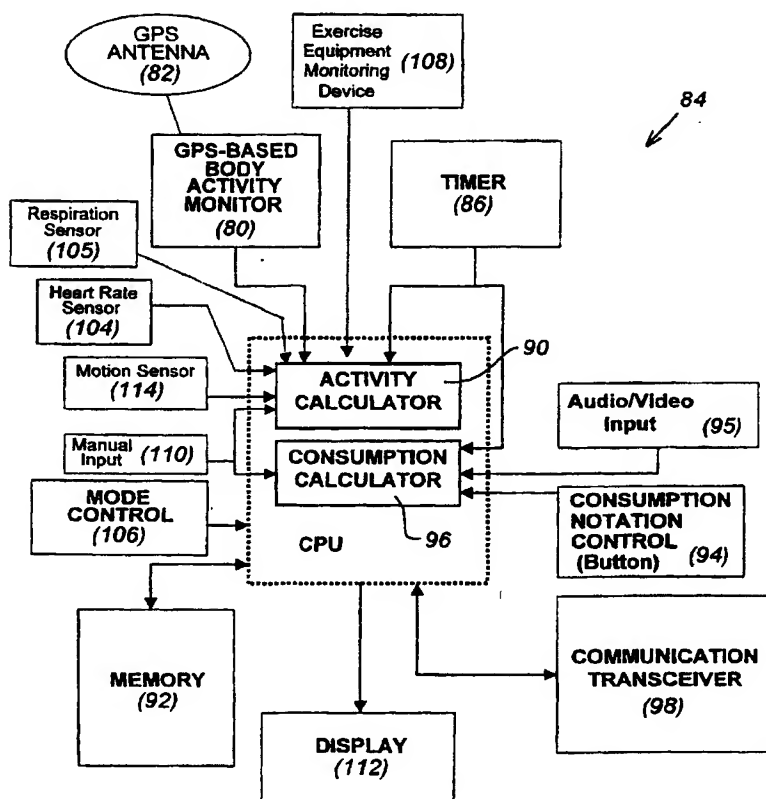 GPS
ANTENNA
(82)
Exercise
Equipment
Monitoring
Device
(108)
84
GPS-BASED
BODY
ACTIVITY
MONITOR
(80)
TIMER
(86)
Respiration
Sensor
(105)
Heart Rate
Sensor
(104)
90
Motion Sensor
(114)
ACTIVITY
CALCULATOR
Audio/Video
Input
(95)
Manual
Input (110)
CONSUMPTION
CALCULATOR
MODE
CONTROL
(106)
CPU
96
CONSUMPTION
NOTATION
CONTROL
(Button) (94)
MEMORY
(92)
COMMUNICATION
TRANSCEIVER
(98)
DISPLAY
(112)